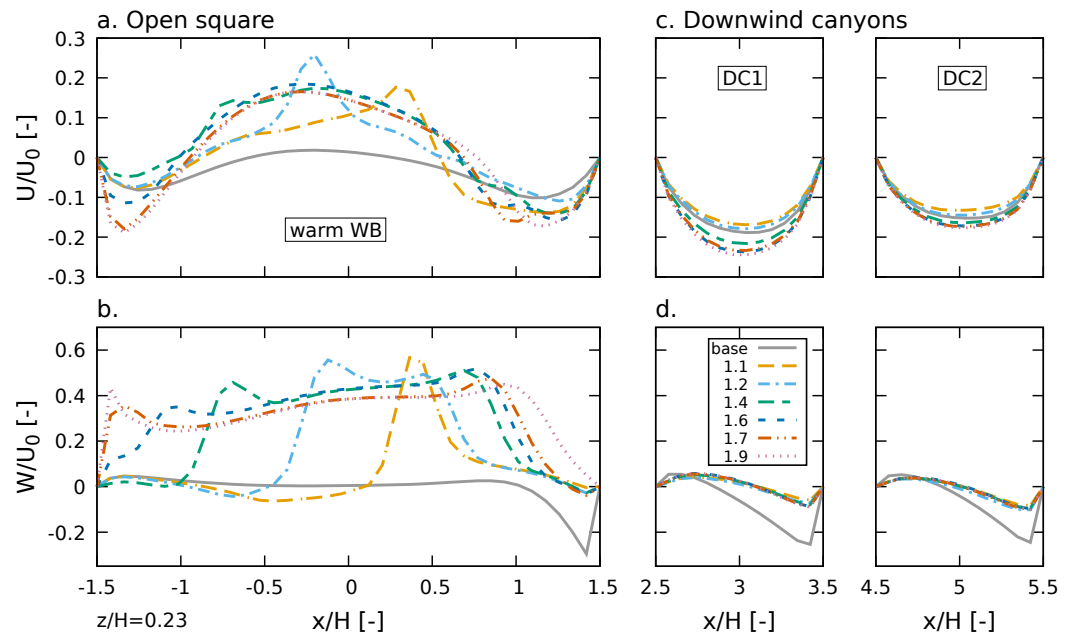 a. Open square
c. Downwind canyons
0.3
0.2
0.1
0
-0.1
-0.2
-0.3
U/U0 [-]
warm WB
DC1
DC2
b.
d.
0.6
0.4
0.2
0
-0.2
W/U0 [-]
base
1.1
1.2
1.4
1.6
1.7
1.9
-1.5 -1 -0.5 0 0.5 1 1.5
2.5 3 3.5
4.5 5 5.5
z/H=0.23
x/H [-]
x/H [-]
x/H [-]